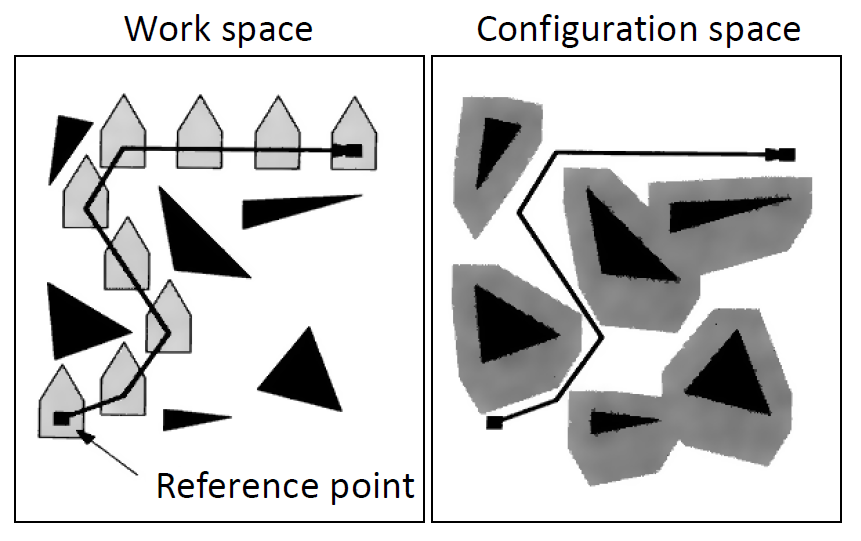 Work space
Configuration space
Reference point